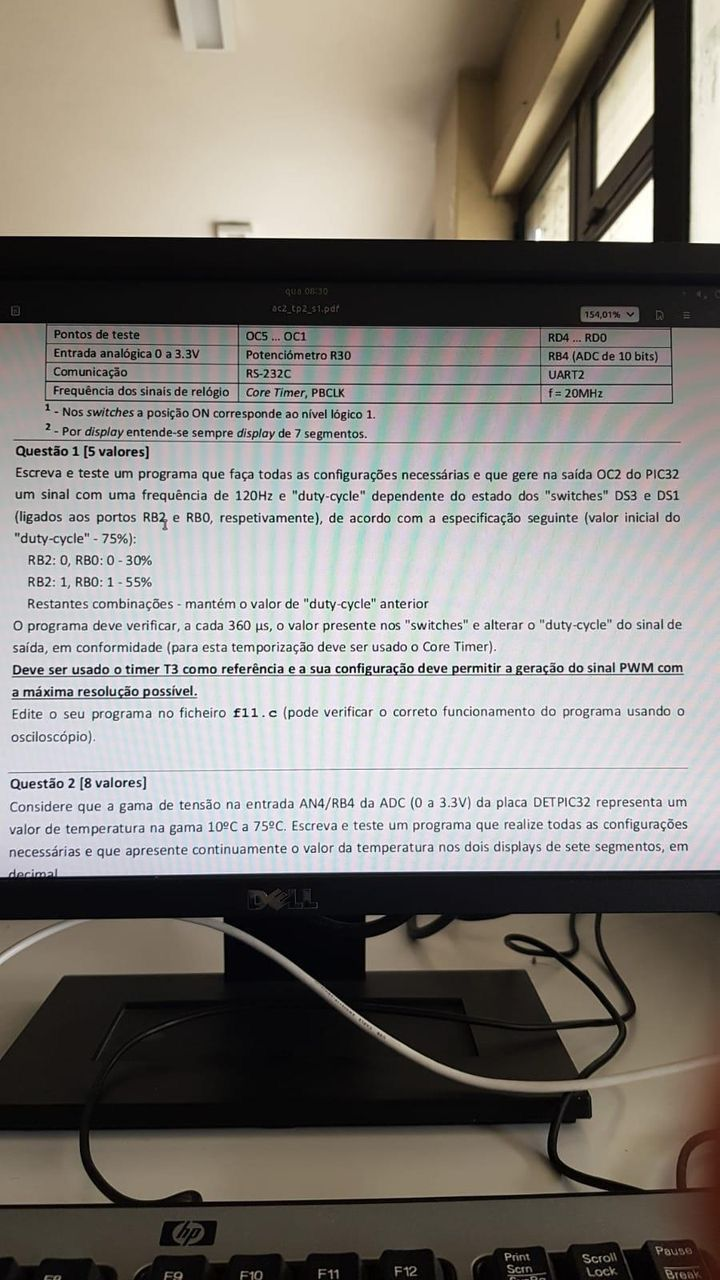 qua 08:30
ac2_tp2_s1.pdf
154,01%
Pontos de teste OC5 ... OC1 RD4 ... RD0
Entrada analógica 0 a 3.3V Potenciómetro R30 RB4 (ADC de 10 bits)
Comunicação RS-232C UART2
Frequência dos sinais de relógio Core Timer, PBCLK f = 20MHz
1 - Nos switches a posição ON corresponde ao nível lógico 1.
2 - Por display entende-se sempre display de 7 segmentos.
Questão 1 [5 valores]
Escreva e teste um programa que faça todas as configurações necessárias e que gere na saída OC2 do PIC32
um sinal com uma frequência de 120Hz e "duty-cycle" dependente do estado dos "switches" DS3 e DS1
(ligados aos portos RB2 e RB0, respetivamente), de acordo com a especificação seguinte (valor inicial do
"duty-cycle" - 75%):
RB2: 0, RB0: 0 - 30%
RB2: 1, RB0: 1 - 55%
Restantes combinações - mantém o valor de "duty-cycle" anterior
O programa deve verificar, a cada 360 µs, o valor presente nos "switches" e alterar o "duty-cycle" do sinal de
saída, em conformidade (para esta temporização deve ser usado o Core Timer).
Deve ser usado o timer T3 como referência e a sua configuração deve permitir a geração do sinal PWM com
a máxima resolução possível.
Edite o seu programa no ficheiro f11.c (pode verificar o correto funcionamento do programa usando o
osciloscópio).
Questão 2 [8 valores]
Considere que a gama de tensão na entrada AN4/RB4 da ADC (0 a 3.3V) da placa DETPIC32 representa um
valor de temperatura na gama 10ºC a 75ºC. Escreva e teste um programa que realize todas as configurações
necessárias e que apresente continuamente o valor da temperatura nos dois displays de sete segmentos, em
decimal
DELL
hp
F9 F10 F11 F12 Print Scrn Scroll Lock Pause Break